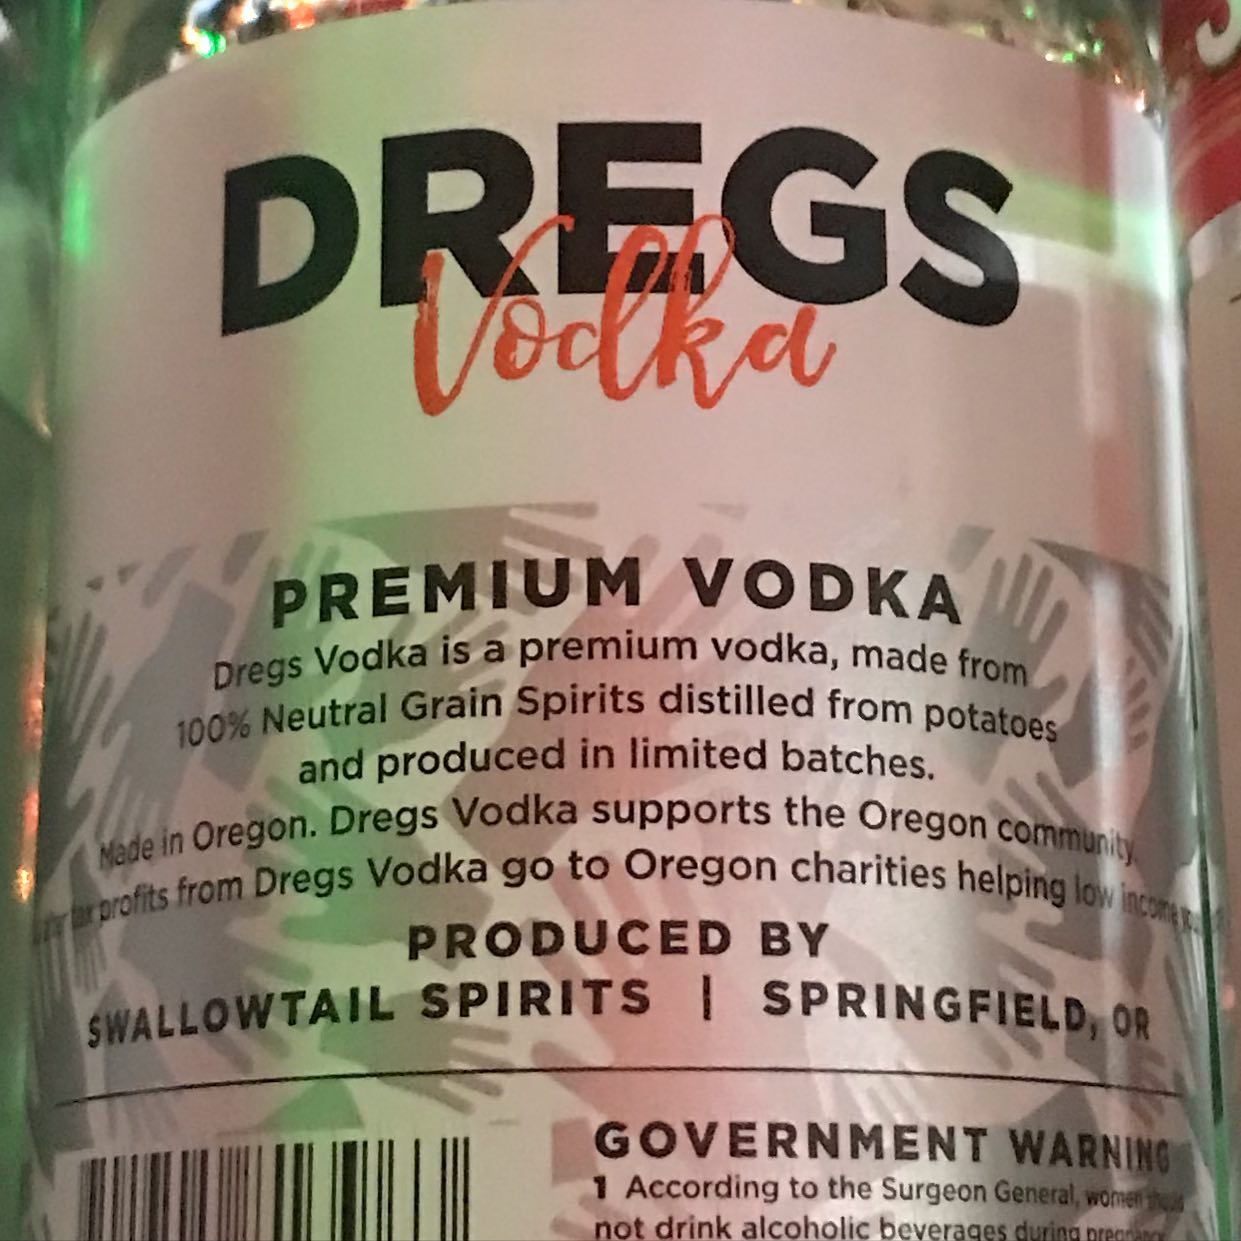 DREGS
Vodka
PREMIUM VODKA
Dregs Vodka is a premium vodka, made from
100% Neutral Grain Spirits distilled from potatoes
and produced in limited batches.
Made in Oregon. Dregs Vodka supports the Oregon community.
tax profits from Dregs Vodka go to Oregon charities helping low income
PRODUCED BY
SWALLOWTAIL SPIRITS | SPRINGFIELD, OR
GOVERNMENT WARNING
1 According to the Surgeon General, women should
not drink alcoholic beverages during